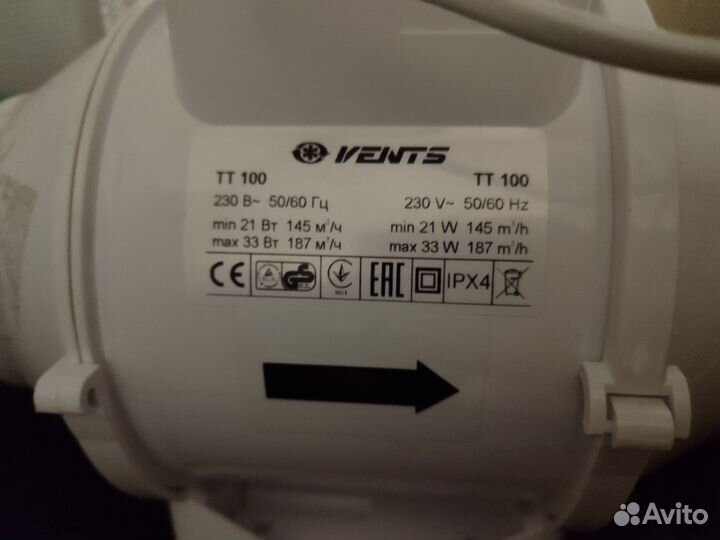 VENTS
TT 100 TT 100
230 В~ 50/60 Гц 230 V~ 50/60 Hz
min 21 Вт 145 м³/ч min 21 W 145 m³/h
max 33 Вт 187 м³/ч max 33 W 187 m³/h
CE GS EAC IPX4
Avito